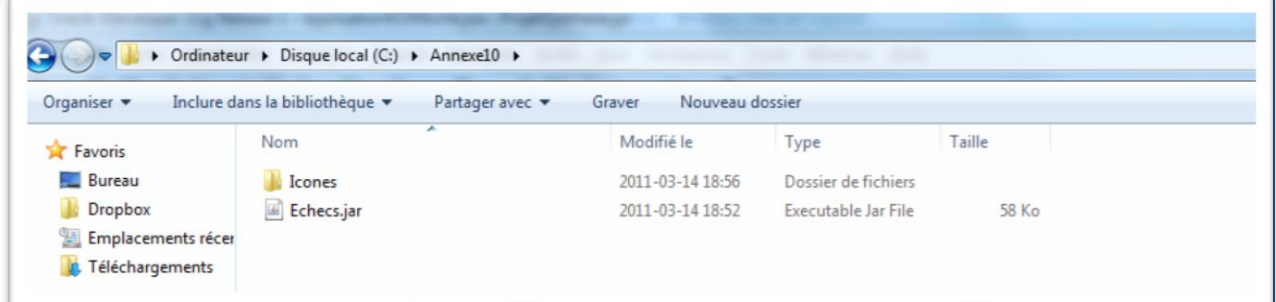 Ordinateur Disque local (C:) Annexe10
Organiser Inclure dans la bibliothèque Partager avec Graver Nouveau dossier
Favoris Nom Modifié le Type Taille
Bureau Icones 2011-03-14 18:56 Dossier de fichiers
Dropbox Echecs.jar 2011-03-14 18:52 Executable Jar File 58 Ko
Emplacements récer
Téléchargements